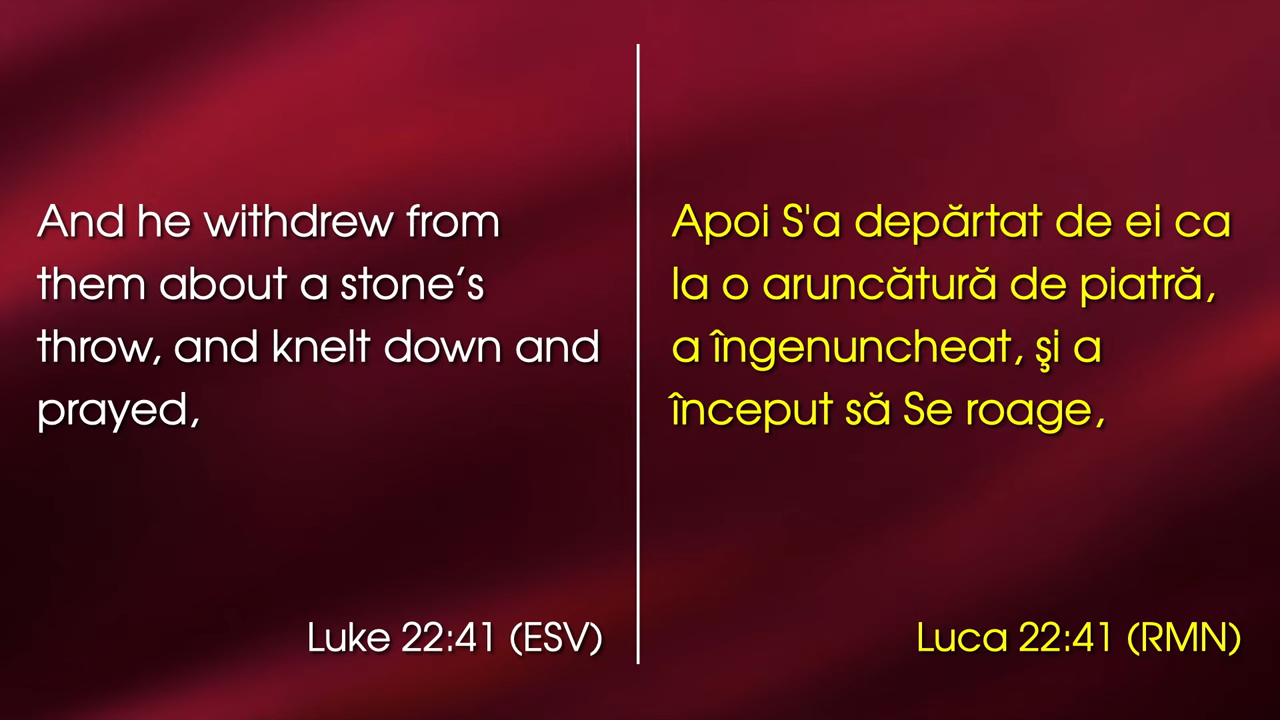 And he withdrew from
them about a stone’s
throw, and knelt down and
prayed,
Luke 22:41 (ESV)
Apoi S'a depărtat de ei ca
la o aruncătură de piatră,
a îngenuncheat, şi a
început să Se roage,
Luca 22:41 (RMN)